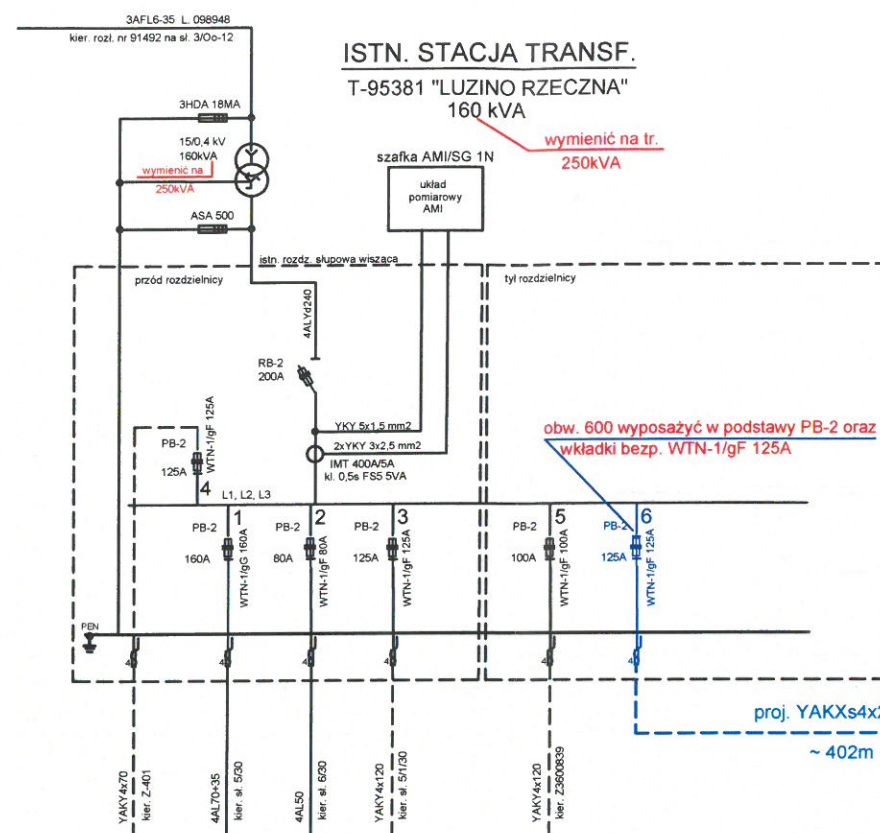 3AFL6-35 L. 098948
kier. rozł. nr 91492 na sł. 3/Oo-12
ISTN. STACJA TRANSF.
T-95381 "LUZINO RZECZNA"
160 kVA
wymienić na tr.
250kVA
3HDA 18MA
15/0,4 kV
160kVA
wymienić na
250kVA
ASA 500
szafka AMI/SG 1N
układ
pomiarowy
AMI
istn. rozdz. słupowa wisząca
przód rozdzielnicy
tył rozdzielnicy
4ALYd240
RB-2
200A
YKY 5x1,5 mm2
2xYKY 3x2,5 mm2
IMT 400A/5A
kl. 0,5s FS5 5VA
obw. 600 wyposażyć w podstawy PB-2 oraz
wkładki bezp. WTN-1/gF 125A
PB-2
125A
WTN-1/gF 125A
4
L1, L2, L3
1
PB-2
160A
WTN-1/gG 160A
2
PB-2
80A
WTN-1/gF 80A
3
PB-2
125A
WTN-1/gF 125A
5
PB-2
100A
WTN-1/gF 100A
6
PB-2
125A
WTN-1/gF 125A
PEN
4
4
4
4
4
4
proj. YAKXs4x2
~ 402m
YAKY4x70
kier. Z-401
4AL70+35
kier. sł. 5/30
4AL50
kier. sł. 6/30
YAKY4x120
kier. sł. 5/1/30
YAKY4x120
kier. Z3600839